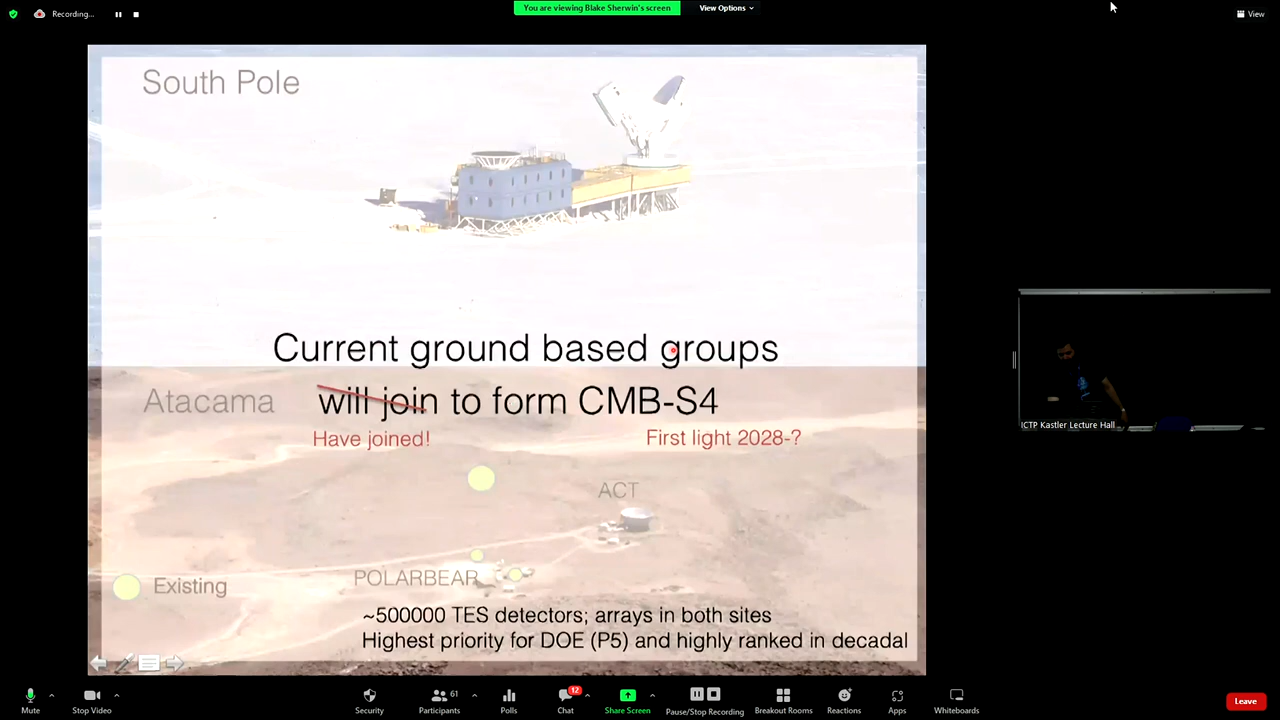 Recording...
You are viewing Blake Sherwin's screen
View Options
View
South Pole
Current ground based groups
Atacama
will join to form CMB-S4
Have joined!
First light 2028-?
ICTP Kastler Lecture Hall
ACT
POLARBEAR
Existing
~500000 TES detectors; arrays in both sites
Highest priority for DOE (P5) and highly ranked in decadal
Mute
Stop Video
Security
Participants
61
Polls
Chat
12
Share Screen
Pause/Stop Recording
Breakout Rooms
Reactions
Apps
Whiteboards
Leave